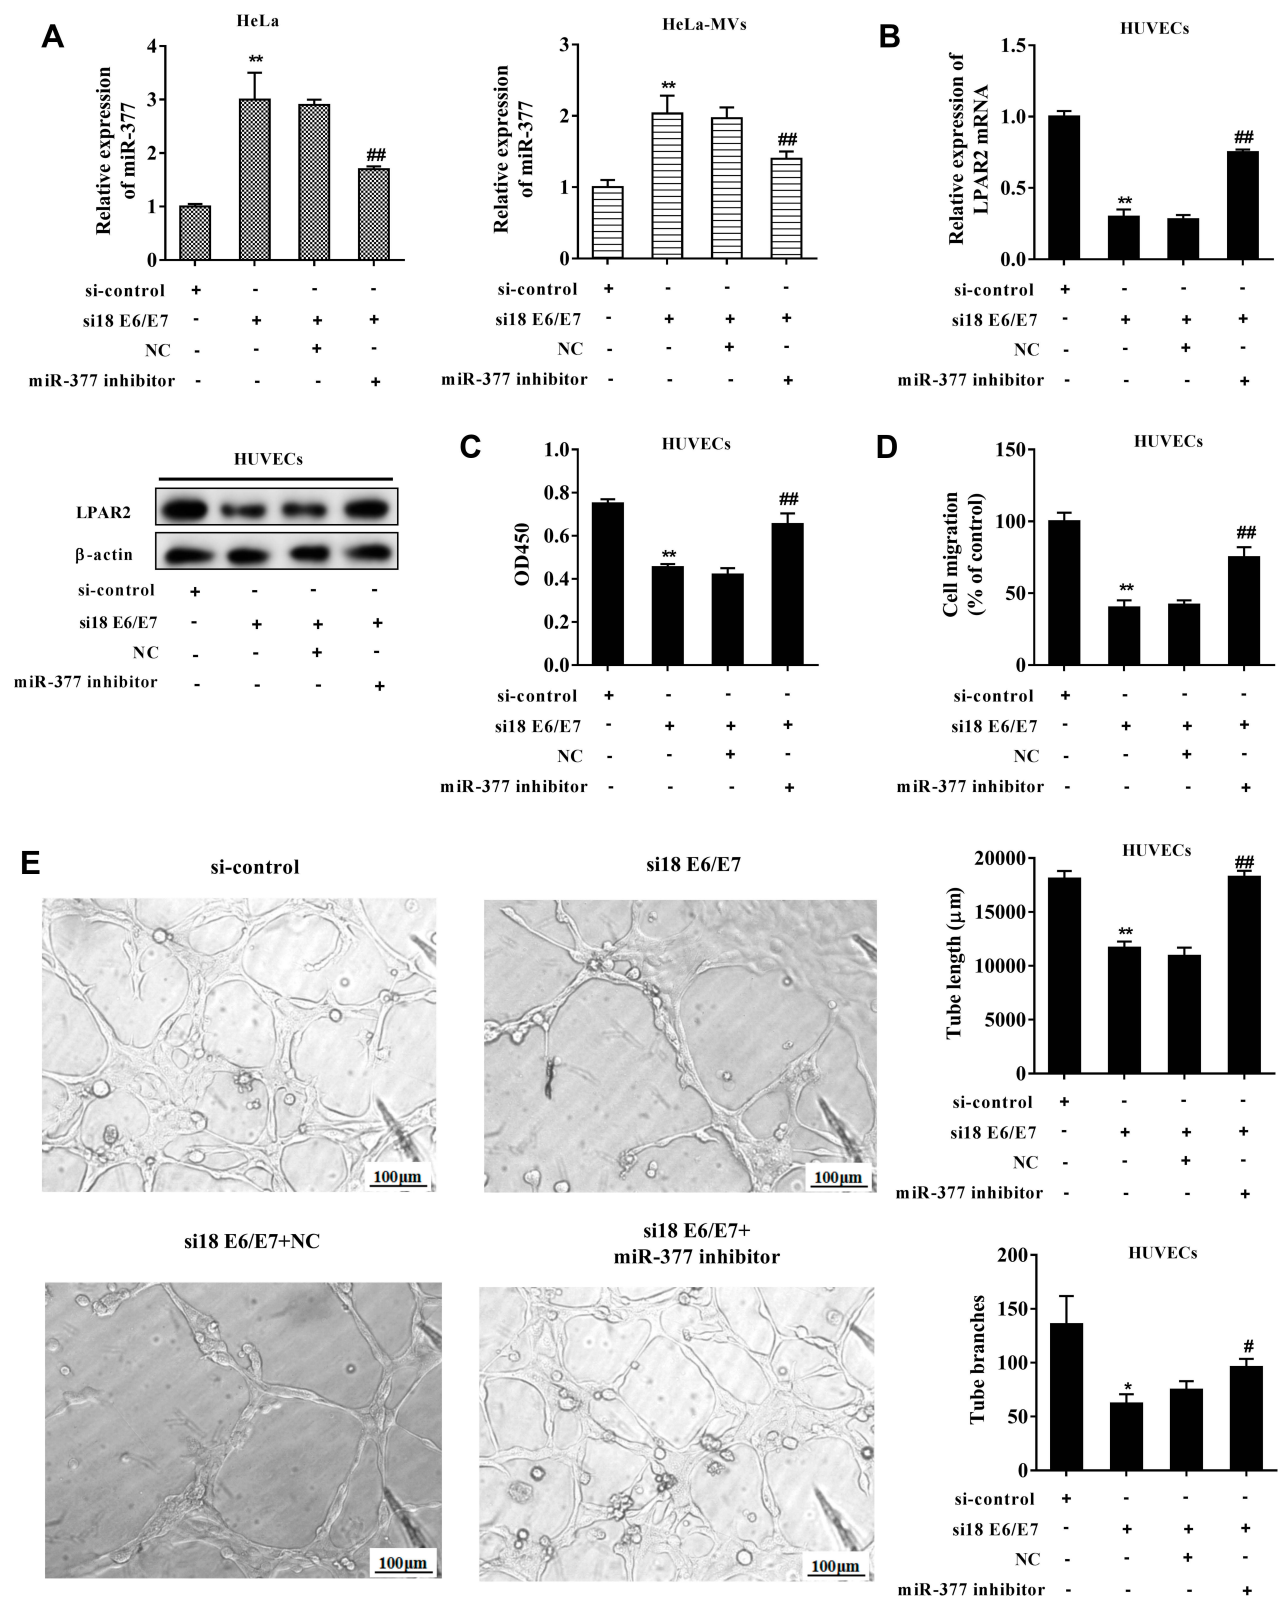 A
HeLa
Relative expression
of miR-377
4
3
2
1
0
**
##
si-control + - - -
si18 E6/E7 - + + +
NC - - + -
miR-377 inhibitor - - - +
HeLa-MVs
Relative expression
of miR-377
3
2
1
0
**
##
si-control + - - -
si18 E6/E7 - + + +
NC - - + -
miR-377 inhibitor - - - +
B
HUVECs
Relative expression of
LPAR2 mRNA
1.5
1.0
0.5
0.0
**
##
si-control + - - -
si18 E6/E7 - + + +
NC - - + -
miR-377 inhibitor - - - +
HUVECs
LPAR2
β-actin
si-control + - - -
si18 E6/E7 - + + +
NC - - + -
miR-377 inhibitor - - - +
C
HUVECs
OD450
1.0
0.8
0.6
0.4
0.2
0.0
**
##
si-control + - - -
si18 E6/E7 - + + +
NC - - + -
miR-377 inhibitor - - - +
D
HUVECs
Cell migration
(% of control)
150
100
50
0
**
##
si-control + - - -
si18 E6/E7 - + + +
NC - - + -
miR-377 inhibitor - - - +
E
si-control
100μm
si18 E6/E7
100μm
si18 E6/E7+NC
100μm
si18 E6/E7+
miR-377 inhibitor
100μm
HUVECs
Tube length (μm)
20000
15000
10000
5000
0
**
##
si-control + - - -
si18 E6/E7 - + + +
NC - - + -
miR-377 inhibitor - - - +
HUVECs
Tube branches
200
150
100
50
0
*
#
si-control + - - -
si18 E6/E7 - + + +
NC - - + -
miR-377 inhibitor - - - +